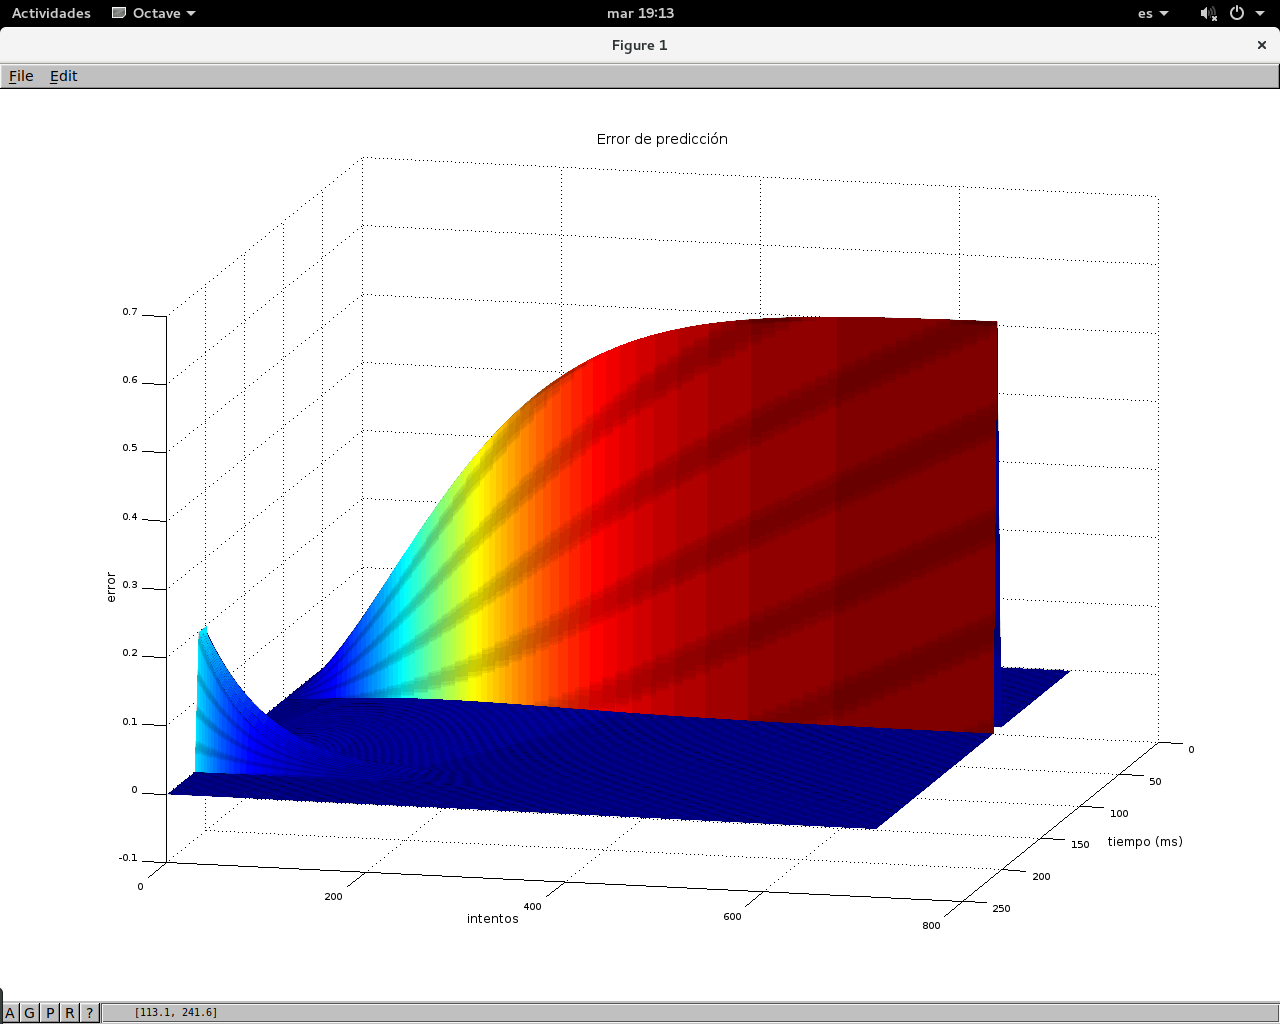 Actividades Octave mar 19:13 es
Figure 1 ×
File Edit
Error de predicción
0.7
0.6
0.5
0.4
0.3
0.2
0.1
0
-0.1
error
0
200
400
600
800
intentos
0
50
100
150
200
250
tiempo (ms)
A G P R ? [113.1, 241.6]